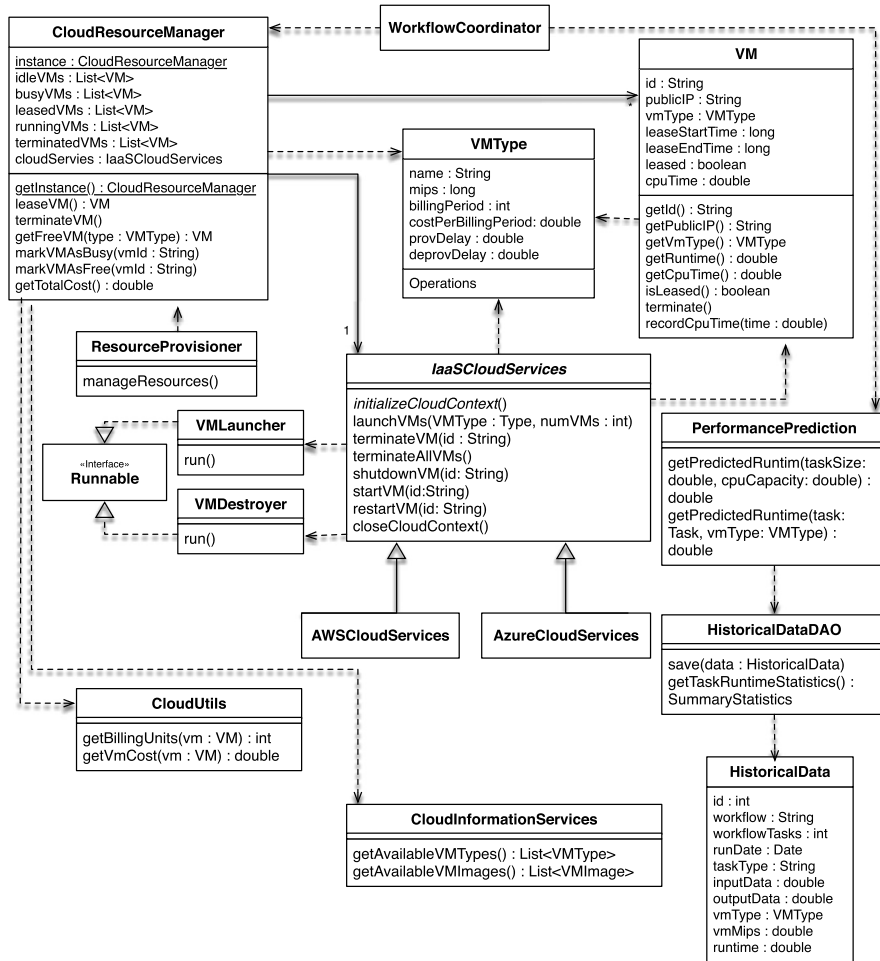 CloudResourceManager
instance : CloudResourceManager
idleVMs : List<VM>
busyVMs : List<VM>
leasedVMs : List<VM>
runningVMs : List<VM>
terminatedVMs : List<VM>
cloudServies : IaaSCloudServices
getInstance() : CloudResourceManager
leaseVM() : VM
terminateVM()
getFreeVM(type : VMType) : VM
markVMAsBusy(vmId : String)
markVMAsFree(vmId : String)
getTotalCost() : double
WorkflowCoordinator
VM
id : String
publicIP : String
vmType : VMType
leaseStartTime : long
leaseEndTime : long
leased : boolean
cpuTime : double
getId() : String
getPublicIP() : String
getVmType() : VMType
getRuntime() : double
getCpuTime() : double
isLeased() : boolean
terminate()
recordCpuTime(time : double)
*
VMType
name : String
mips : long
billingPeriod : int
costPerBillingPeriod: double
provDelay : double
deprovDelay : double
Operations
ResourceProvisioner
manageResources()
1
IaaSCloudServices
initializeCloudContext()
launchVMs(VMType : Type, numVMs : int)
terminateVM(id : String)
terminateAllVMs()
shutdownVM(id: String)
startVM(id:String)
restartVM(id: String)
closeCloudContext()
VMLauncher
run()
«Interface»
Runnable
VMDestroyer
run()
PerformancePrediction
getPredictedRuntim(taskSize:
double, cpuCapacity: double) :
double
getPredictedRuntime(task:
Task, vmType: VMType) :
double
AWSCloudServices
AzureCloudServices
HistoricalDataDAO
save(data : HistoricalData)
getTaskRuntimeStatistics() :
SummaryStatistics
CloudUtils
getBillingUnits(vm : VM) : int
getVmCost(vm : VM) : double
CloudInformationServices
getAvailableVMTypes() : List<VMType>
getAvailableVMImages() : List<VMImage>
HistoricalData
id : int
workflow : String
workflowTasks : int
runDate : Date
taskType : String
inputData : double
outputData : double
vmType : VMType
vmMips : double
runtime : double